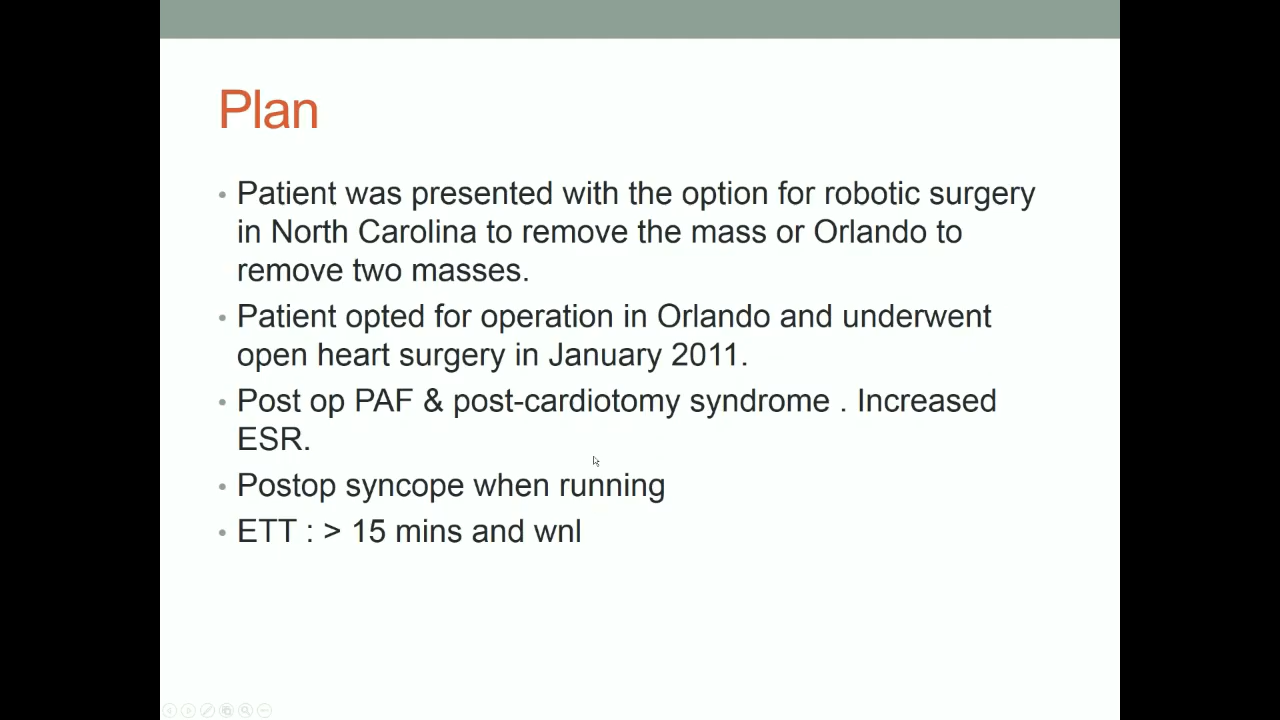 Plan
• Patient was presented with the option for robotic surgery
in North Carolina to remove the mass or Orlando to
remove two masses.
• Patient opted for operation in Orlando and underwent
open heart surgery in January 2011.
• Post op PAF & post-cardiotomy syndrome . Increased
ESR.
• Postop syncope when running
• ETT : > 15 mins and wnl